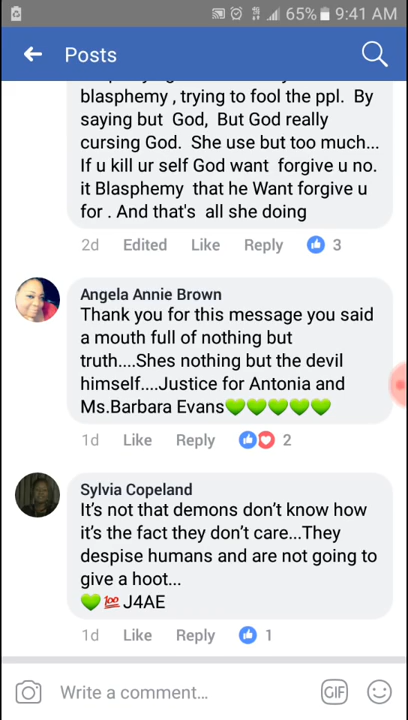 65% 9:41 AM
Posts
blasphemy , trying to fool the ppl. By
saying but God, But God really
cursing God. She use but too much...
If u kill ur self God want forgive u no.
it Blasphemy that he Want forgive u
for . And that's all she doing
2d Edited Like Reply 3
Angela Annie Brown
Thank you for this message you said
a mouth full of nothing but
truth....Shes nothing but the devil
himself....Justice for Antonia and
Ms.Barbara Evans💚💚💚💚💚
1d Like Reply 2
Sylvia Copeland
It's not that demons don't know how
it's the fact they don't care...They
despise humans and are not going to
give a hoot...
💚💯J4AE
1d Like Reply 1
Write a comment...
GIF